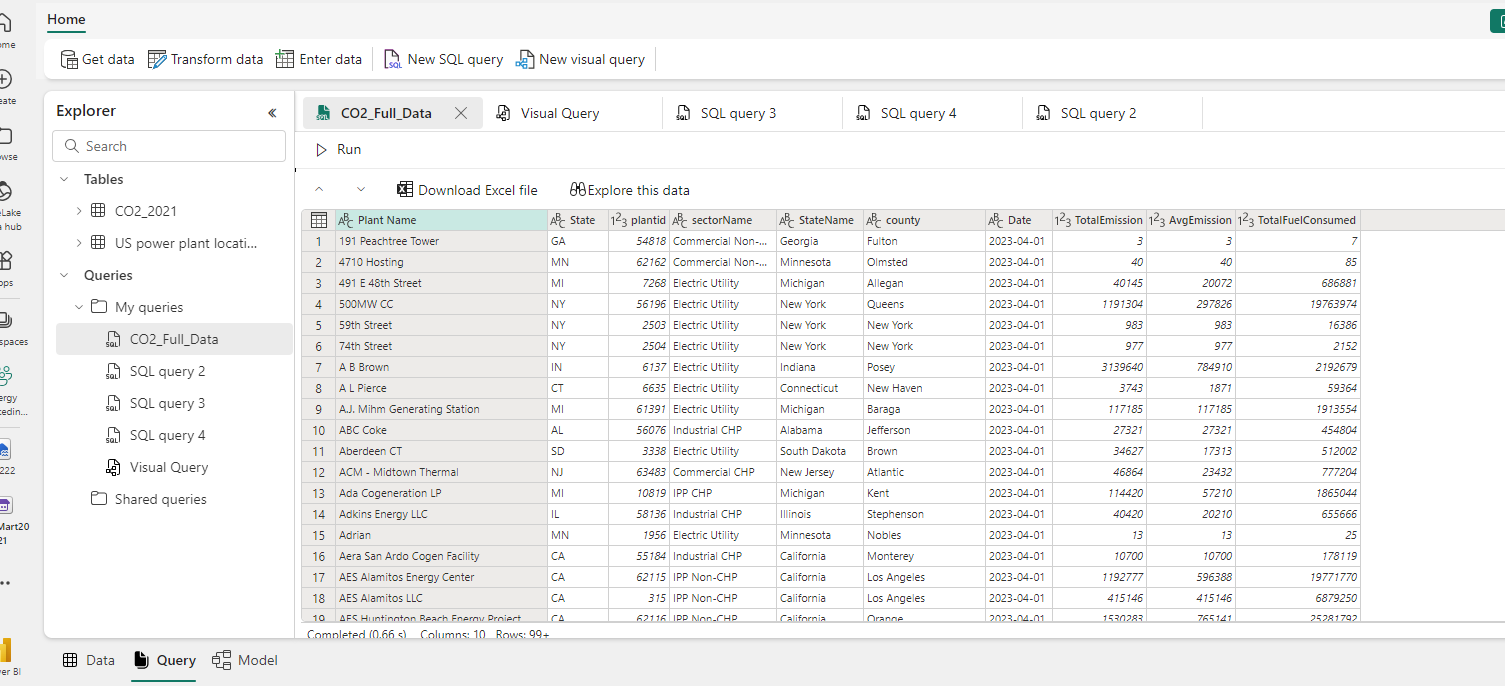 Home
ome
eate
owse
eLake
a hub
pps
spaces
ergy
edin...
222
Mart20
21
er BI
Get data Transform data Enter data New SQL query New visual query
Explorer
Search
Tables
CO2_2021
US power plant locati...
Queries
My queries
CO2_Full_Data
SQL query 2
SQL query 3
SQL query 4
Visual Query
Shared queries
CO2_Full_Data Visual Query SQL query 3 SQL query 4 SQL query 2
Run
Download Excel file Explore this data
Plant Name State plantid sectorName StateName county Date TotalEmission AvgEmission TotalFuelConsumed
1 191 Peachtree Tower GA 54818 Commercial Non-... Georgia Fulton 2023-04-01 3 3 7
2 4710 Hosting MN 62162 Commercial Non-... Minnesota Olmsted 2023-04-01 40 40 85
3 491 E 48th Street MI 7268 Electric Utility Michigan Allegan 2023-04-01 40145 20072 686881
4 500MW CC NY 56196 Electric Utility New York Queens 2023-04-01 1191304 297826 19763974
5 59th Street NY 2503 Electric Utility New York New York 2023-04-01 983 983 16386
6 74th Street NY 2504 Electric Utility New York New York 2023-04-01 977 977 2152
7 A B Brown IN 6137 Electric Utility Indiana Posey 2023-04-01 3139640 784910 2192679
8 A L Pierce CT 6635 Electric Utility Connecticut New Haven 2023-04-01 3743 1871 59364
9 A.J. Mihm Generating Station MI 61391 Electric Utility Michigan Baraga 2023-04-01 117185 117185 1913554
10 ABC Coke AL 56076 Industrial CHP Alabama Jefferson 2023-04-01 27321 27321 454804
11 Aberdeen CT SD 3338 Electric Utility South Dakota Brown 2023-04-01 34627 17313 512002
12 ACM - Midtown Thermal NJ 63483 Commercial CHP New Jersey Atlantic 2023-04-01 46864 23432 777204
13 Ada Cogeneration LP MI 10819 IPP CHP Michigan Kent 2023-04-01 114420 57210 1865044
14 Adkins Energy LLC IL 58136 Industrial CHP Illinois Stephenson 2023-04-01 40420 20210 655666
15 Adrian MN 1956 Electric Utility Minnesota Nobles 2023-04-01 13 13 25
16 Aera San Ardo Cogen Facility CA 55184 Industrial CHP California Monterey 2023-04-01 10700 10700 178119
17 AES Alamitos Energy Center CA 62115 IPP Non-CHP California Los Angeles 2023-04-01 1192777 596388 19771770
18 AES Alamitos LLC CA 315 IPP Non-CHP California Los Angeles 2023-04-01 415146 415146 6879250
19 AES Huntington Beach Energy Project CA 62116 IPP Non-CHP California Orange 2023-04-01 1530283 765141 25281792
Completed (0.66 s) Columns: 10 Rows: 99+
Data Query Model